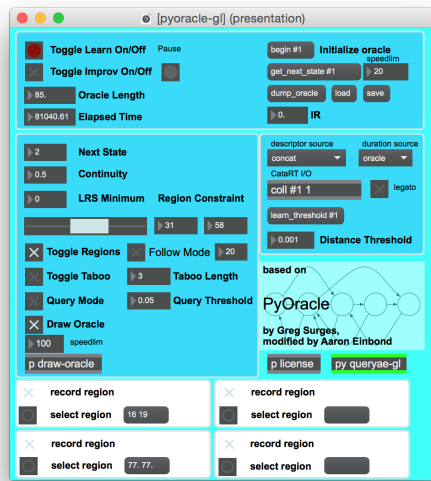 [pyoracle-gl] (presentation)
Toggle Learn On/Off
Pause
begin #1
Initialize oracle
Toggle Improv On/Off
get_next_state #1
speedlim
20
85.
Oracle Length
dump_oracle
load
save
81040.61
Elapsed Time
0.
IR
2
Next State
0.5
Continuity
0
LRS Minimum
Region Constraint
31
58
Toggle Regions
Follow Mode
20
Toggle Taboo
3
Taboo Length
Query Mode
0.05
Query Threshold
Draw Oracle
100
speedlim
p draw-oracle
descriptor source
duration source
concat
oracle
CataRT I/O
coll #1 1
legato
learn_threshold #1
0.001
Distance Threshold
based on
PyOracle
by Greg Surges,
modified by Aaron Einbond
p license
py queryae-gl
record region
select region
16 19
record region
select region
record region
select region
77. 77.
record region
select region